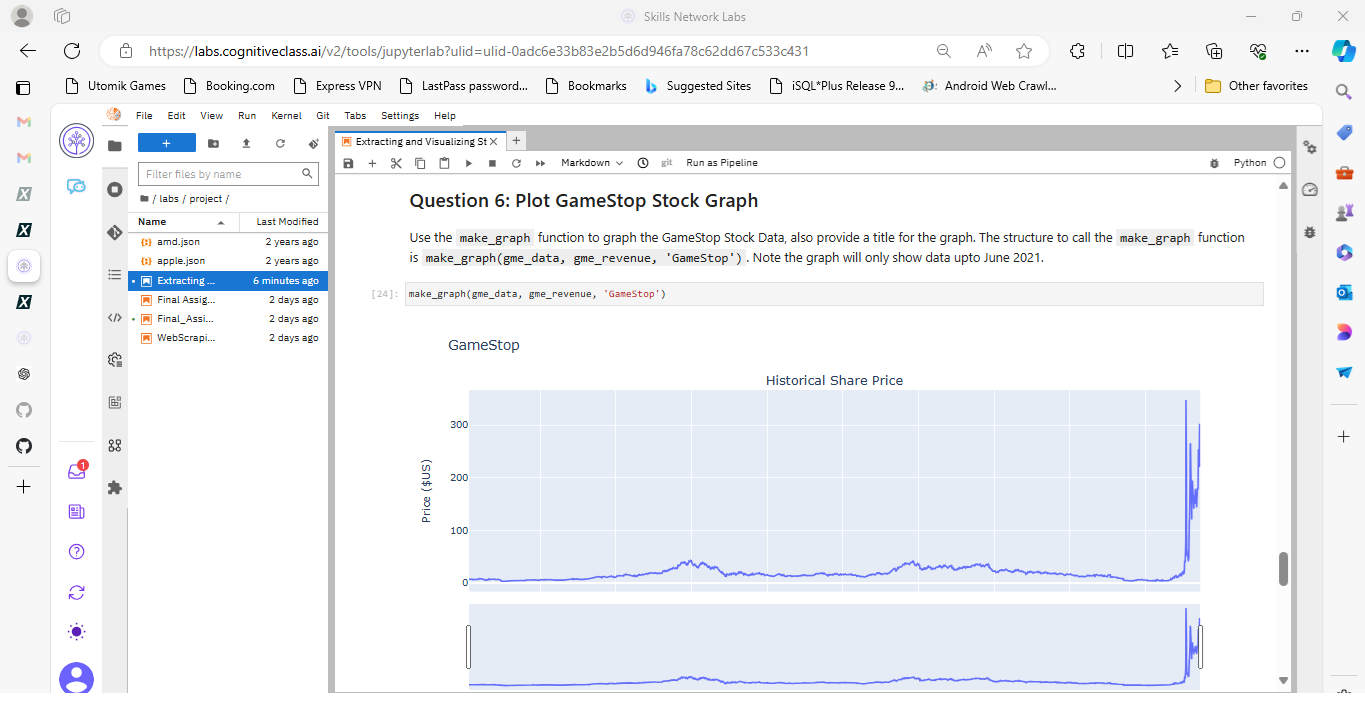 Skills Network Labs
https://labs.cognitiveclass.ai/v2/tools/jupyterlab?ulid=ulid-0adc6e33b83e2b5d6d946fa78c62dd67c533c431
Utomik Games Booking.com Express VPN LastPass password... Bookmarks Suggested Sites iSQL*Plus Release 9... Android Web Crawl... Other favorites
File Edit View Run Kernel Git Tabs Settings Help
Extracting and Visualizing St
Markdown git Run as Pipeline Python
Filter files by name
/ labs / project /
Name Last Modified
amd.json 2 years ago
apple.json 2 years ago
Extracting ... 6 minutes ago
Final Assig... 2 days ago
Final_Assi... 2 days ago
WebScrapi... 2 days ago
1
Question 6: Plot GameStop Stock Graph
Use the make_graph function to graph the GameStop Stock Data, also provide a title for the graph. The structure to call the make_graph function
is make_graph(gme_data, gme_revenue, 'GameStop'). Note the graph will only show data upto June 2021.
[24]: make_graph(gme_data, gme_revenue, 'GameStop')
GameStop
Historical Share Price
Price ($US)
300
200
100
0